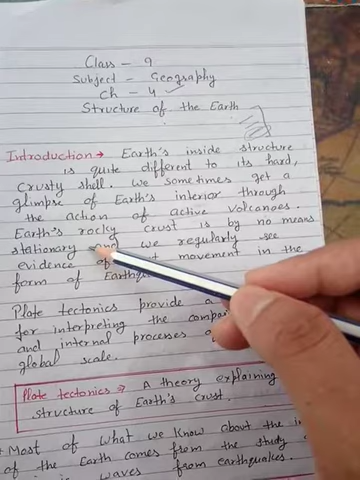 Class - 9
Subject - Geography
Ch - 4
Structure of the Earth
Introduction → Earth's inside structure
is quite different to its hard,
crusty shell. We sometimes get a
glimpse of Earth's interior through
the action of active volcanoes.
Earth's rocky crust is by no means
stationary and we regularly see
evidence of movement in the
form of
Plate tectonics provide a
for interpreting the
and internal processes
global scale.
Plate tectonics → A theory explaining
structure of Earth's crust.
Most of what we know about the
of the Earth comes from the study
waves from earthquakes.